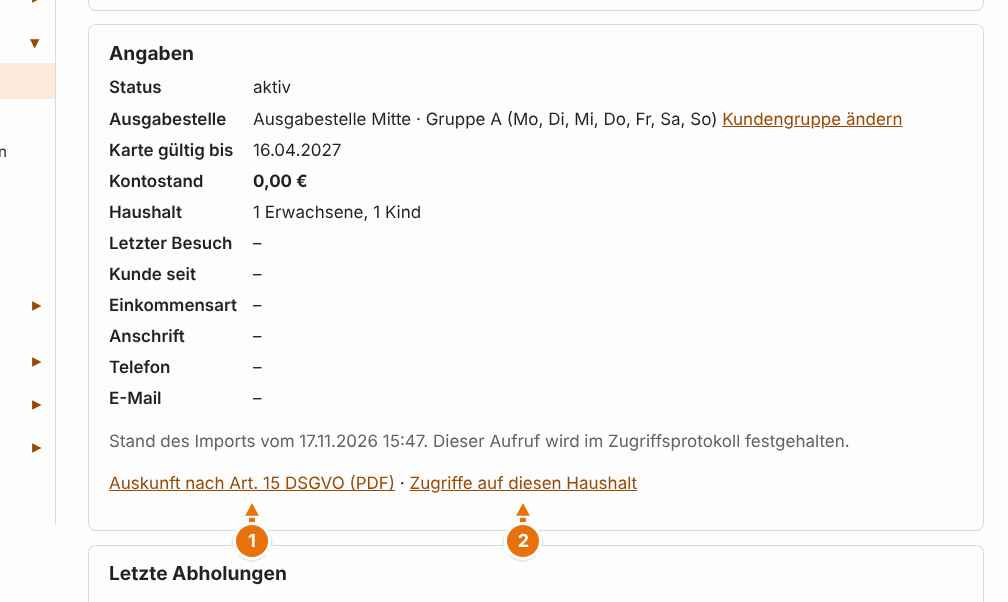 Angaben
Status aktiv
Ausgabestelle Ausgabestelle Mitte · Gruppe A (Mo, Di, Mi, Do, Fr, Sa, So) Kundengruppe ändern
n
Karte gültig bis 16.04.2027
Kontostand 0,00 €
Haushalt 1 Erwachsene, 1 Kind
Letzter Besuch –
Kunde seit –
Einkommensart –
Anschrift –
Telefon –
E-Mail –
Stand des Imports vom 17.11.2026 15:47. Dieser Aufruf wird im Zugriffsprotokoll festgehalten.
Auskunft nach Art. 15 DSGVO (PDF) · Zugriffe auf diesen Haushalt
1 2
Letzte Abholungen